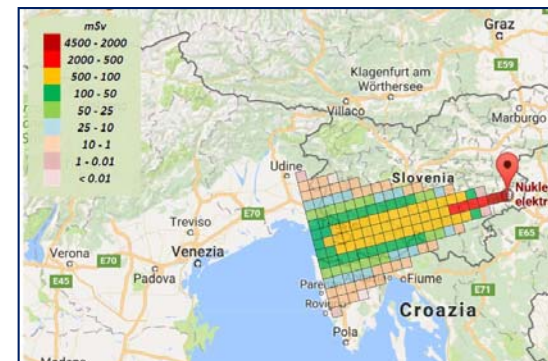 mSv
4500 - 2000
2000 - 500
500 - 100
100 - 50
50 - 25
25 - 10
10 - 1
1 - 0.01
< 0.01
Graz
E59
Klagenfurt am
Wörthersee
Villaco
Marburgo
Udine
Slovenia
Nukle
elektr
Treviso
E70
E65
Verona
Venezia
E70
Padova
E45
Pare
Fiume
Rovi
E71
Croazia
Pola
Modena